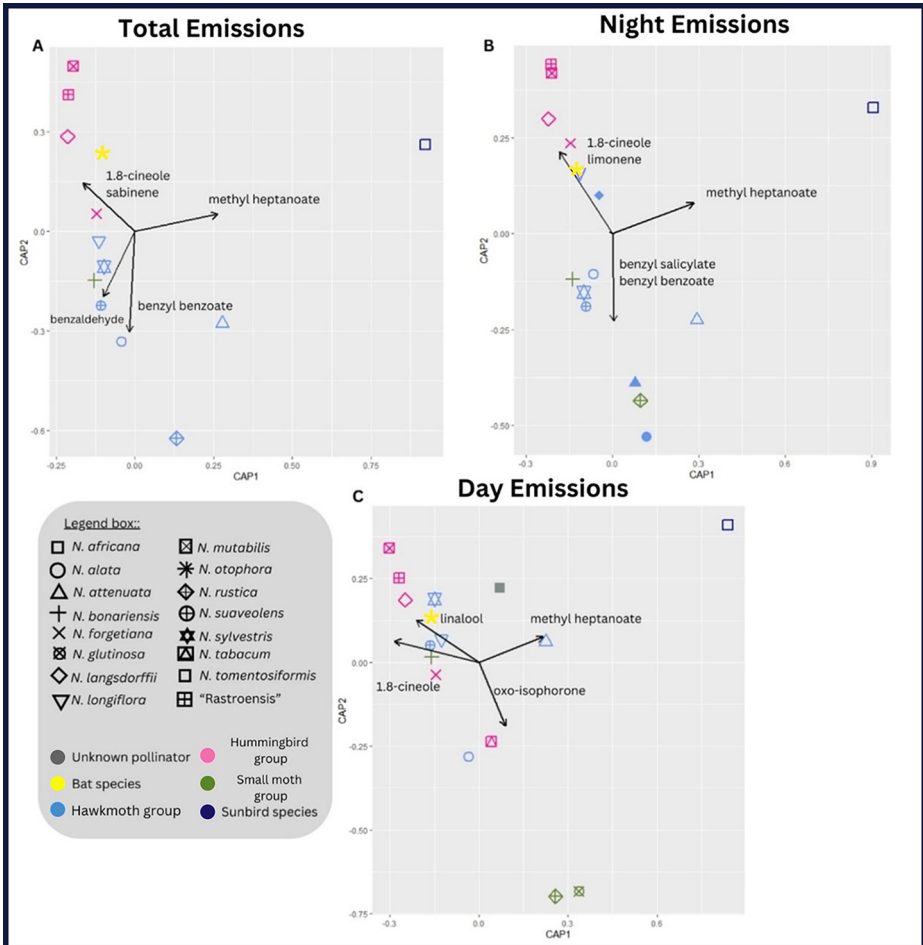 Total Emissions
A
0.3
0.0
-0.3
-0.6
CAP2
1.8-cineole
sabinene
methyl heptanoate
benzaldehyde
benzyl benzoate
-0.25
0.00
0.25
0.50
0.75
CAP1
Night Emissions
B
0.25
0.00
-0.25
-0.50
CAP2
1.8-cineole
limonene
methyl heptanoate
benzyl salicylate
benzyl benzoate
-0.3
0.0
0.3
0.6
0.9
CAP1
Legend box::
N. africana
N. alata
N. attenuata
N. bonariensis
N. forgetiana
N. glutinosa
N. langsdorffii
N. longiflora
N. mutabilis
N. otophora
N. rustica
N. suaveolens
N. sylvestris
N. tabacum
N. tomentosiformis
"Rastroensis"
Unknown pollinator
Bat species
Hawkmoth group
Hummingbird
group
Small moth
group
Sunbird species
Day Emissions
C
0.25
0.00
-0.25
-0.50
-0.75
CAP2
linalool
methyl heptanoate
1.8-cineole
oxo-isophorone
-0.3
0.0
0.3
0.6
CAP1